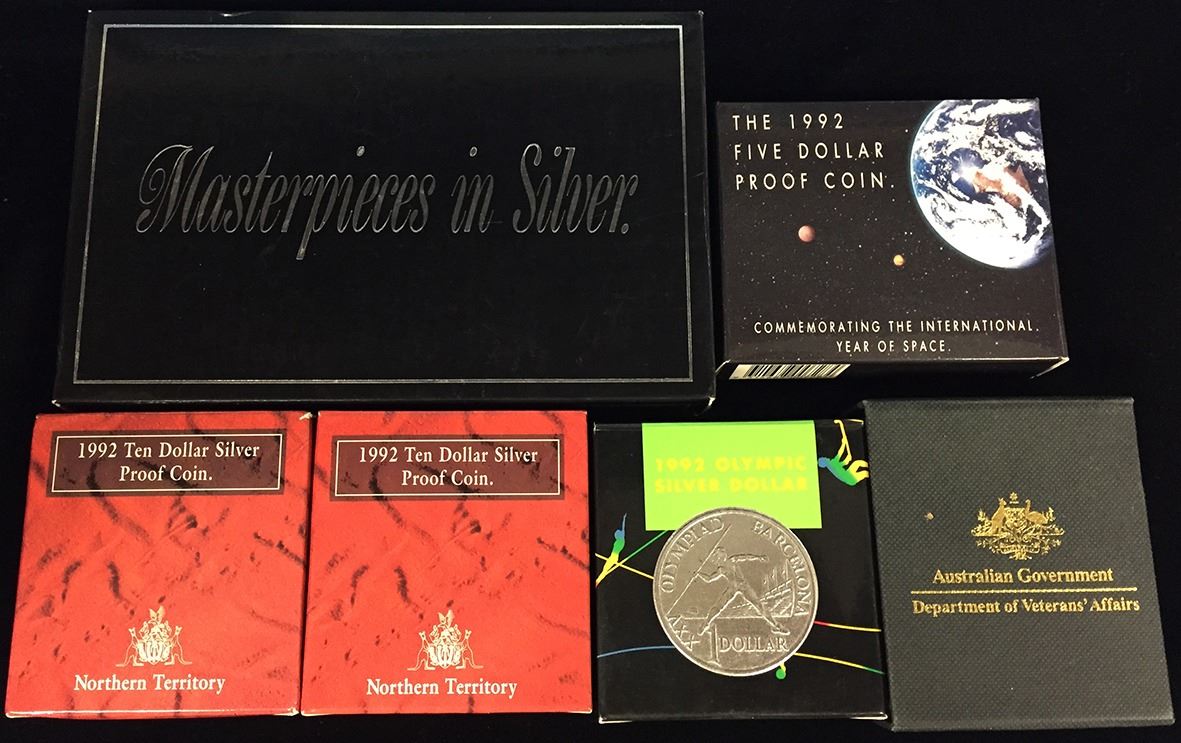 Masterpieces in Silver.
THE 1992
FIVE DOLLAR
PROOF COIN.
COMMEMORATING THE INTERNATIONAL.
YEAR OF SPACE.
1992 Ten Dollar Silver
Proof Coin.
Northern Territory
1992 Ten Dollar Silver
Proof Coin.
Northern Territory
1992 OLYMPIC
SILVER DOLLAR
XXV OLYMPIAD BARCELONA
1 DOLLAR
Australian Government
Department of Veterans' Affairs